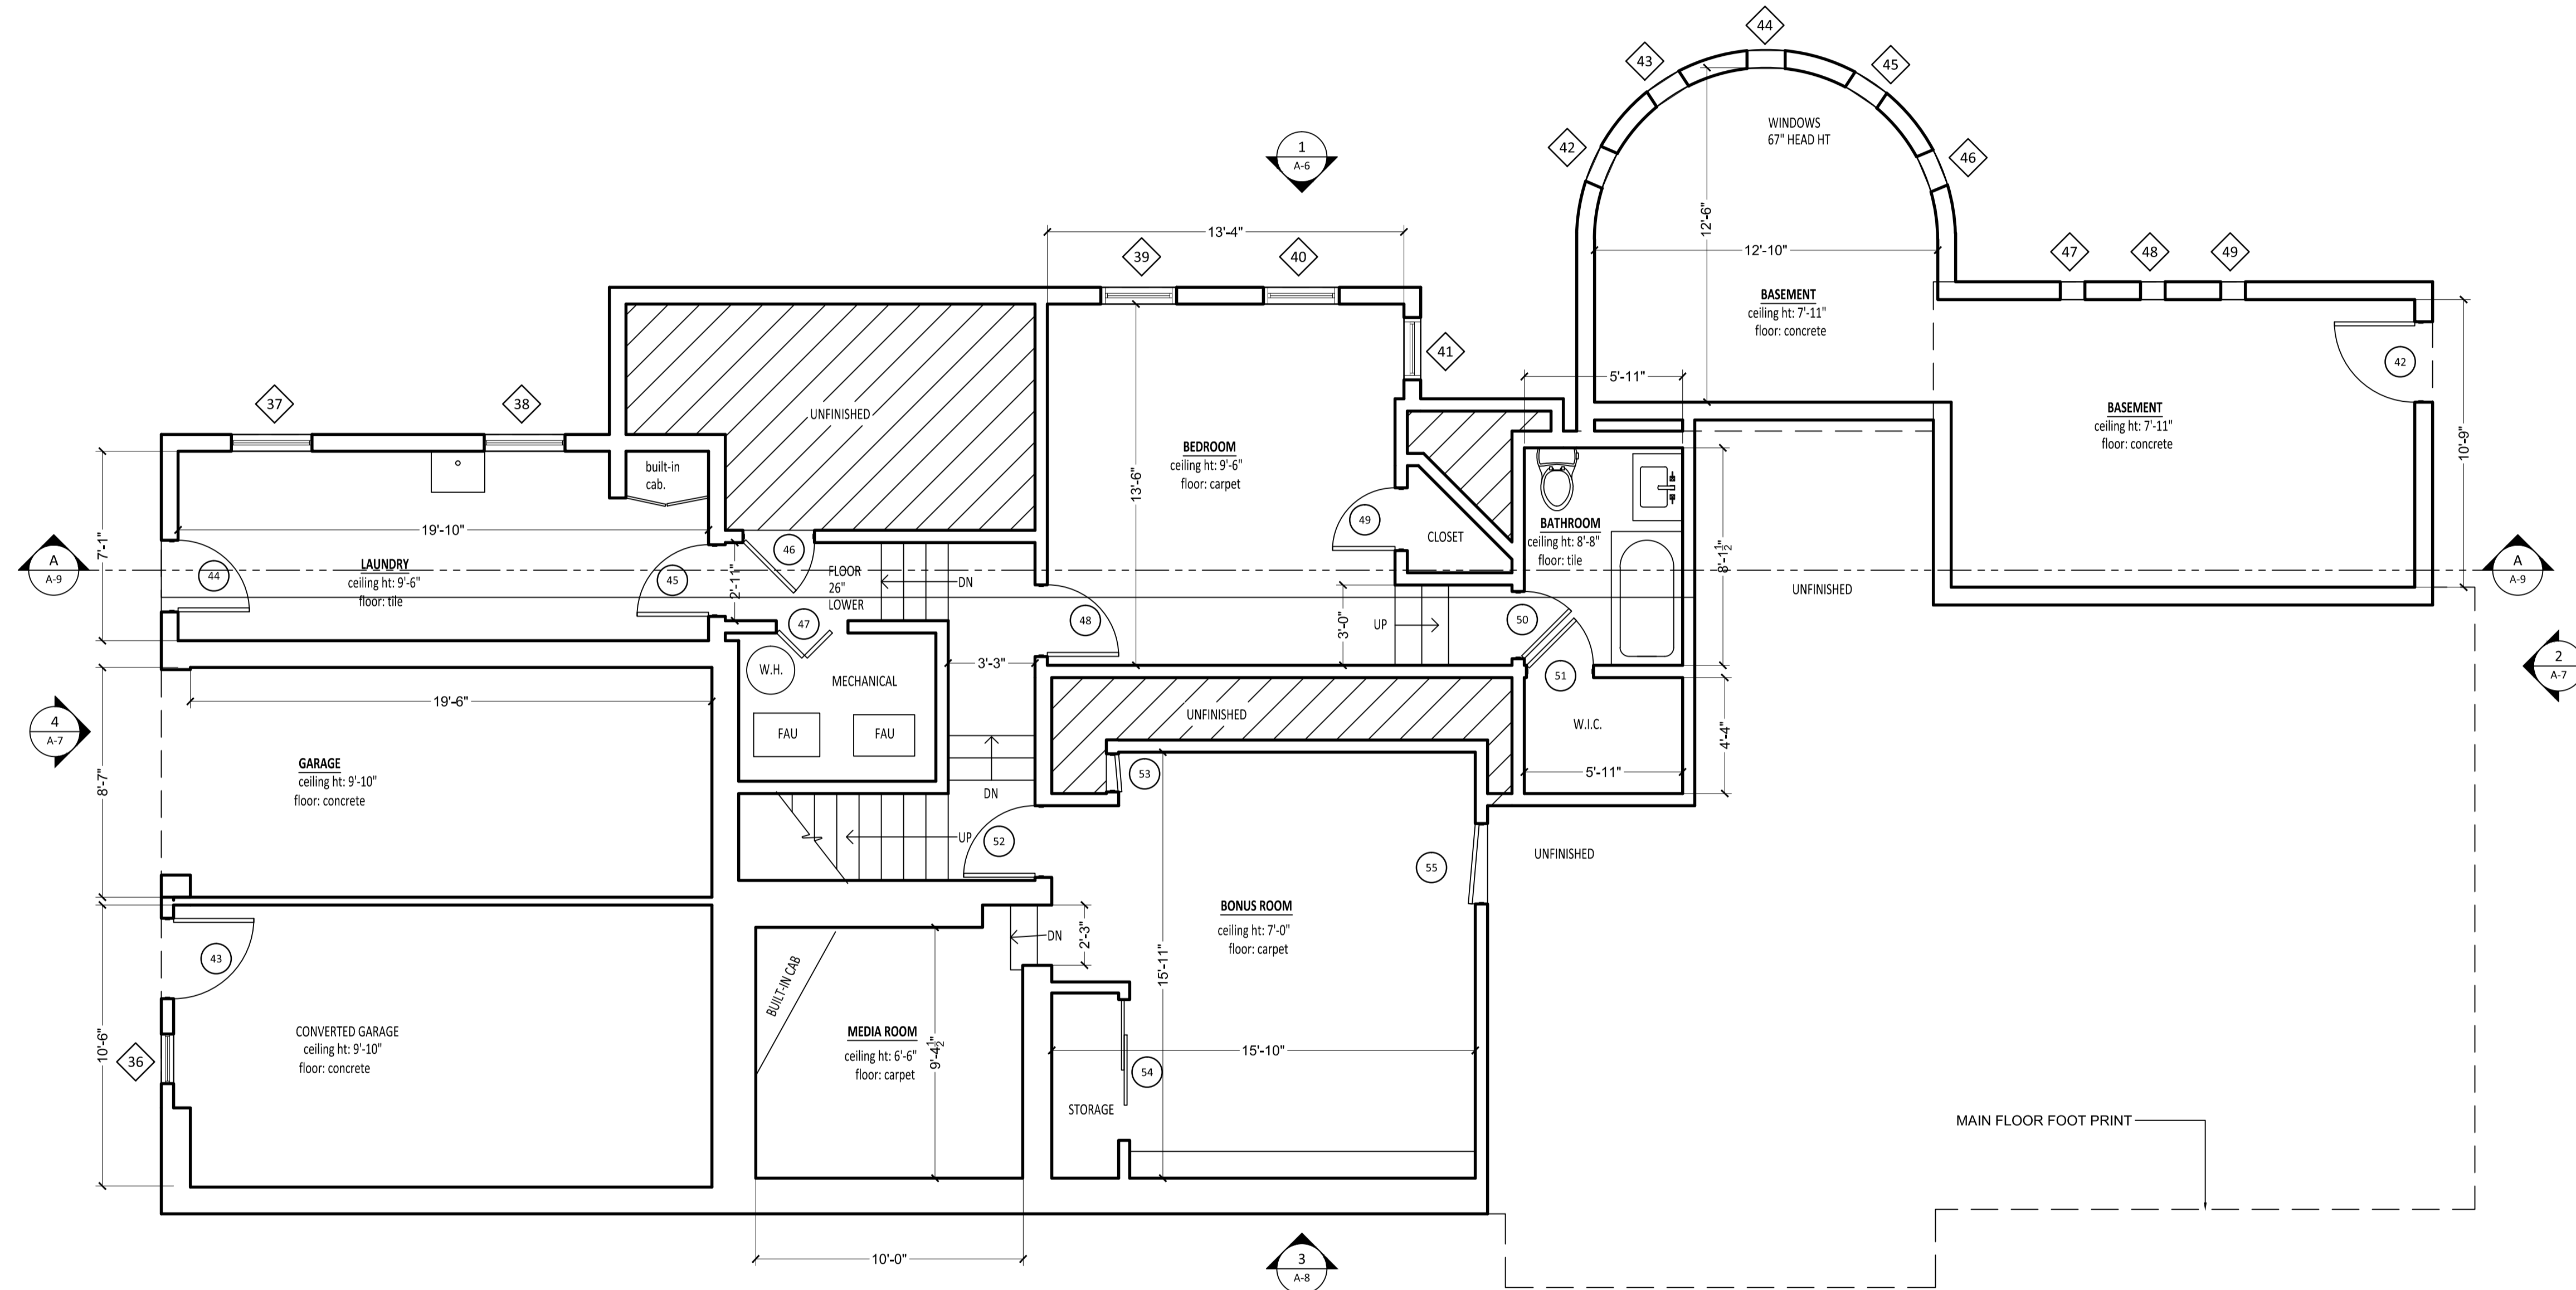 44
43
45
42
46
WINDOWS
67" HEAD HT
1
A-6
12'-6"
13'-4"
39
40
12'-10"
47
48
49
BASEMENT
ceiling ht: 7'-11"
floor: concrete
41
42
37
38
5'-11"
UNFINISHED
BASEMENT
ceiling ht: 7'-11"
floor: concrete
10'-9"
BEDROOM
ceiling ht: 9'-6"
floor: carpet
13'-6"
built-in
cab.
19'-10"
7'-1"
49
CLOSET
BATHROOM
ceiling ht: 8'-8"
floor: tile
8'-1½"
A
A-9
44
LAUNDRY
ceiling ht: 9'-6"
floor: tile
45
46
2'-11"
FLOOR
26"
LOWER
DN
UNFINISHED
A
A-9
47
48
3'-0"
UP
50
3'-3"
2
A-7
W.H.
MECHANICAL
51
19'-6"
4
A-7
UNFINISHED
W.I.C.
4'-4"
FAU
FAU
GARAGE
ceiling ht: 9'-10"
floor: concrete
8'-7"
53
5'-11"
DN
UP
52
55
UNFINISHED
BONUS ROOM
ceiling ht: 7'-0"
floor: carpet
DN
2'-3"
43
15'-11"
BUILT-IN CAB
CONVERTED GARAGE
ceiling ht: 9'-10"
floor: concrete
10'-6"
36
MEDIA ROOM
ceiling ht: 6'-6"
floor: carpet
9'-4½"
15'-10"
54
STORAGE
MAIN FLOOR FOOT PRINT
10'-0"
3
A-8